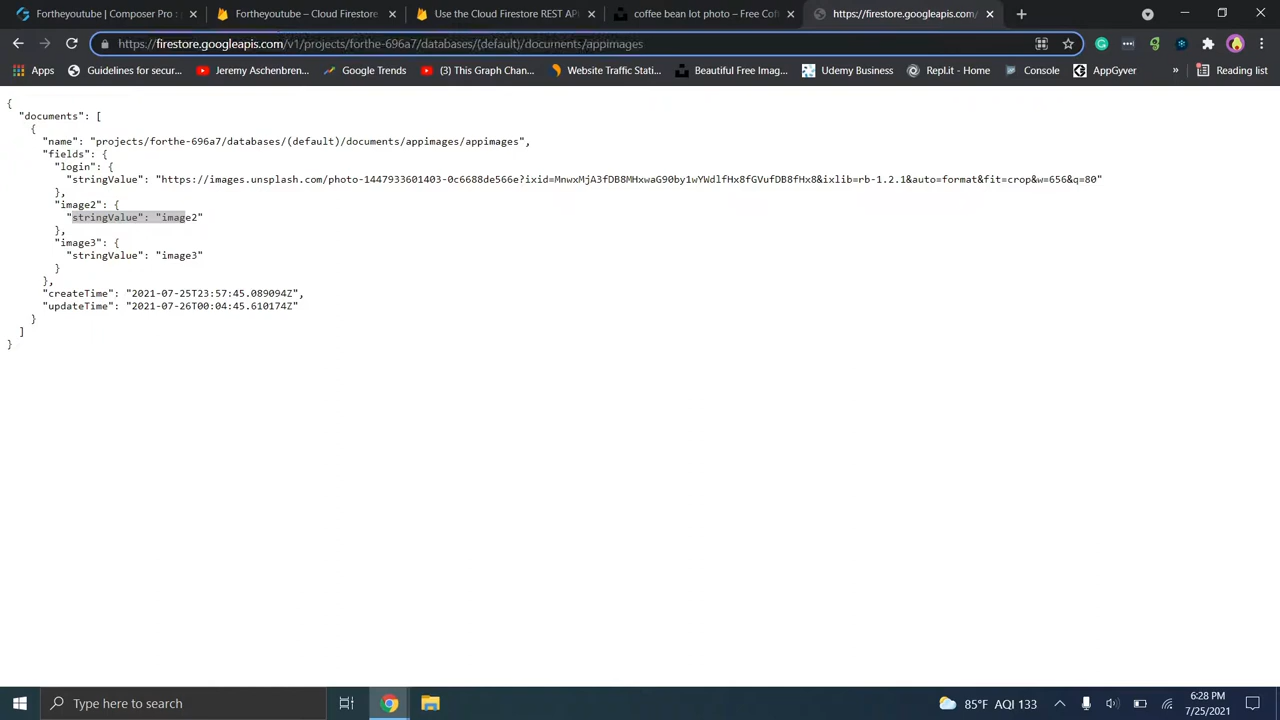 Fortheyoutube | Composer Pro :
Fortheyoutube – Cloud Firestore
Use the Cloud Firestore REST API
coffee bean lot photo – Free Coff
https://firestore.googleapis.com/
https://firestore.googleapis.com/v1/projects/forthe-696a7/databases/(default)/documents/appimages
Apps
Guidelines for secur...
Jeremy Aschenbren...
Google Trends
(3) This Graph Chan...
Website Traffic Stati...
Beautiful Free Imag...
Udemy Business
Repl.it - Home
Console
AppGyver
»
Reading list
{
"documents": [
{
"name": "projects/forthe-696a7/databases/(default)/documents/appimages/appimages",
"fields": {
"login": {
"stringValue": "https://images.unsplash.com/photo-1447933601403-0c6688de566e?ixid=MnwxMjA3fDB8MHxwaG90by1wYWdlfHx8fGVufDB8fHx8&ixlib=rb-1.2.1&auto=format&fit=crop&w=656&q=80"
},
"image2": {
"stringValue": "image2"
},
"image3": {
"stringValue": "image3"
}
},
"createTime": "2021-07-25T23:57:45.089094Z",
"updateTime": "2021-07-26T00:04:45.610174Z"
}
]
}
Type here to search
85°F AQI 133
6:28 PM
7/25/2021